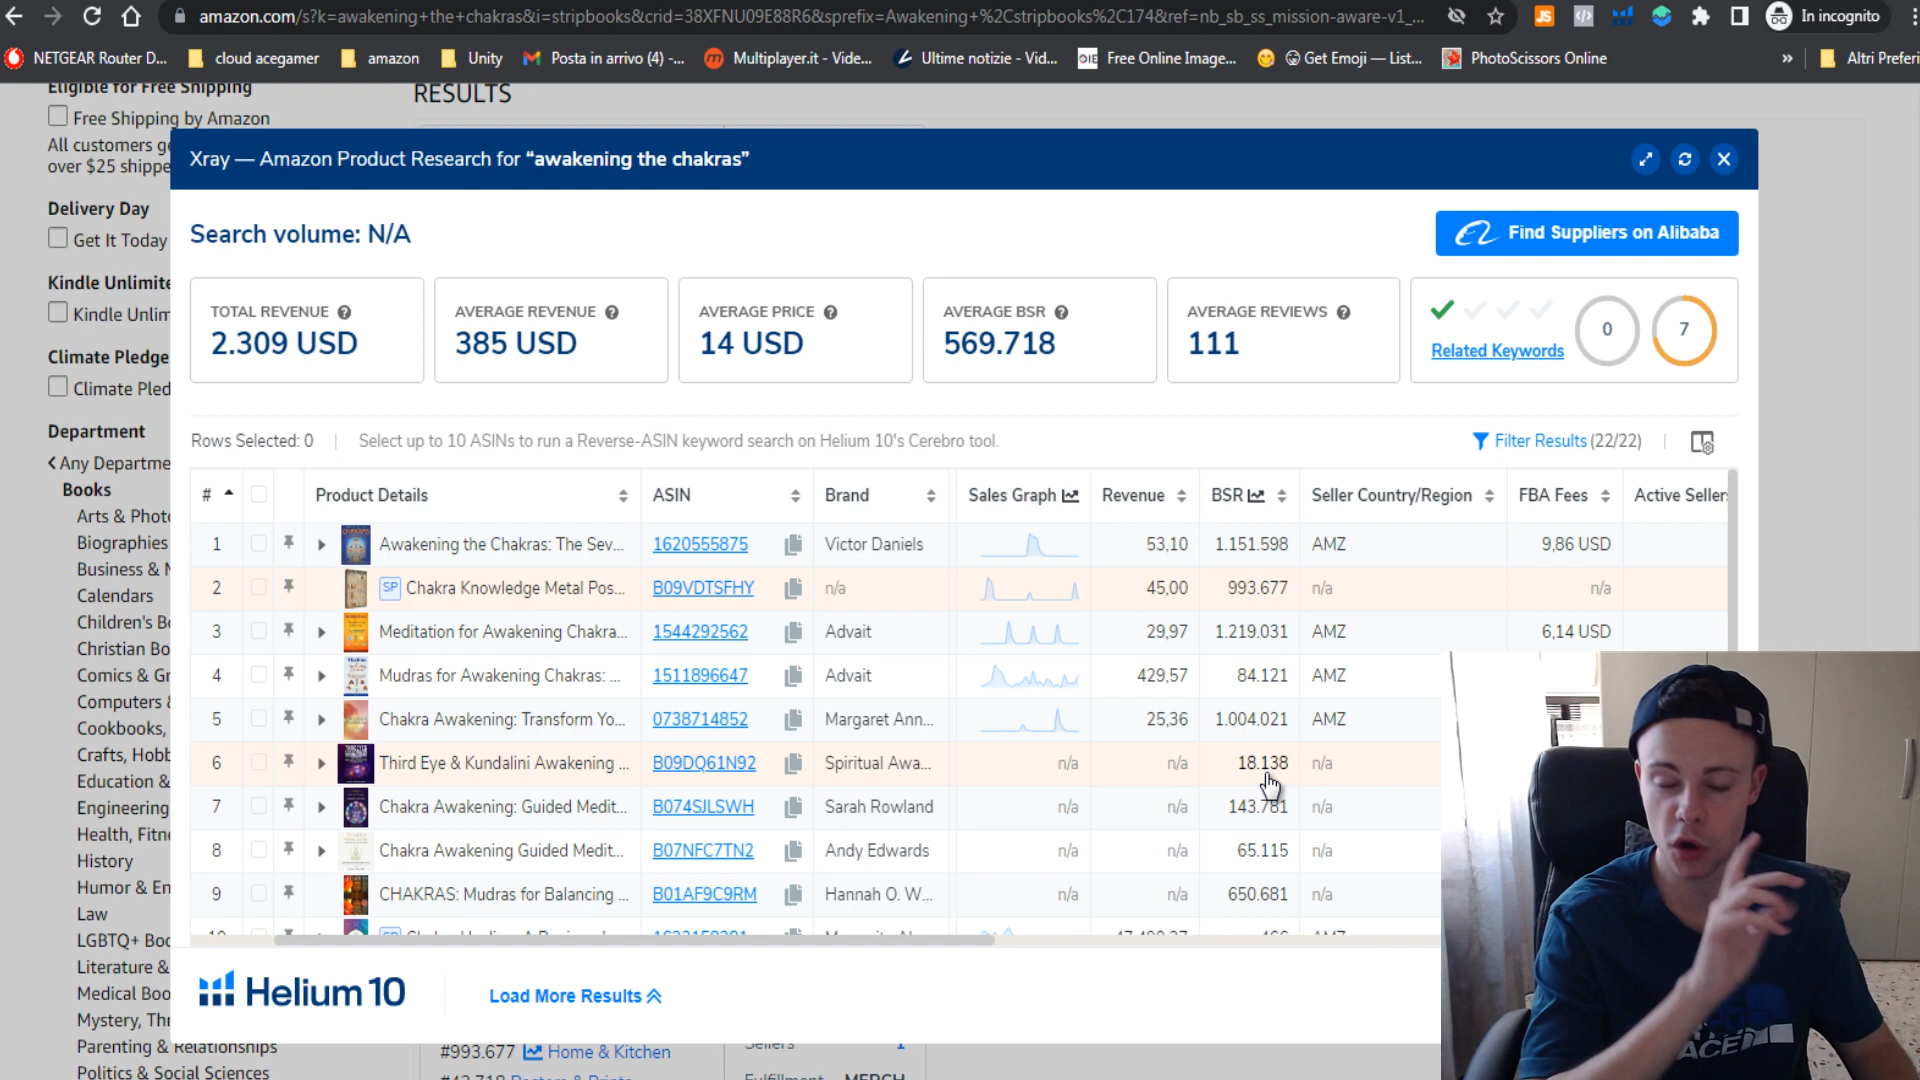 amazon.com/s?k=awakening+the+chakras&i=stripbooks&crid=38XFNU09E88R6&sprefix=Awakening+%2Cstripbooks%2C174&ref=nb_sb_ss_mission-aware-v1_...
In incognito
NETGEAR Router D...
cloud acegamer
amazon
Unity
Posta in arrivo (4) -...
Multiplayer.it - Vide...
Ultime notizie - Vid...
Free Online Image...
Get Emoji — List...
PhotoScissors Online
»
Altri Preferi
Eligible for Free Shipping
RESULTS
Free Shipping by Amazon
All customers ge
over $25 shippe
Delivery Day
Get It Today
Kindle Unlimite
Kindle Unlim
Climate Pledge
Climate Pled
Department
Any Departme
Books
Arts & Photo
Biographies
Business & M
Calendars
Children's Bo
Christian Bo
Comics & Gr
Computers &
Cookbooks,
Crafts, Hobb
Education &
Engineering
Health, Fitne
History
Humor & En
Law
LGBTQ+ Boo
Literature &
Medical Boo
Mystery, Thr
Parenting & Relationships
Politics & Social Sciences
Xray — Amazon Product Research for “awakening the chakras”
Search volume: N/A
Find Suppliers on Alibaba
TOTAL REVENUE
2.309 USD
AVERAGE REVENUE
385 USD
AVERAGE PRICE
14 USD
AVERAGE BSR
569.718
AVERAGE REVIEWS
111
Related Keywords
0
7
Rows Selected: 0
Select up to 10 ASINs to run a Reverse-ASIN keyword search on Helium 10's Cerebro tool.
Filter Results (22/22)
# Product Details ASIN Brand Sales Graph Revenue BSR Seller Country/Region FBA Fees Active Sellers
1 Awakening the Chakras: The Sev... 1620555875 Victor Daniels 53,10 1.151.598 AMZ 9,86 USD
2 SP Chakra Knowledge Metal Pos... B09VDTSFHY n/a 45,00 993.677 n/a n/a
3 Meditation for Awakening Chakra... 1544292562 Advait 29,97 1.219.031 AMZ 6,14 USD
4 Mudras for Awakening Chakras: ... 1511896647 Advait 429,57 84.121 AMZ
5 Chakra Awakening: Transform Yo... 0738714852 Margaret Ann... 25,36 1.004.021 AMZ
6 Third Eye & Kundalini Awakening ... B09DQ61N92 Spiritual Awa... n/a n/a 18.138 n/a
7 Chakra Awakening: Guided Medit... B074SJLSWH Sarah Rowland n/a n/a 143.781 n/a
8 Chakra Awakening Guided Medit... B07NFC7TN2 Andy Edwards n/a n/a 65.115 n/a
9 CHAKRAS: Mudras for Balancing ... B01AF9C9RM Hannah O. W... n/a n/a 650.681 n/a
Helium 10
Load More Results
#993.677 Home & Kitchen
Sellers
1
MERCH